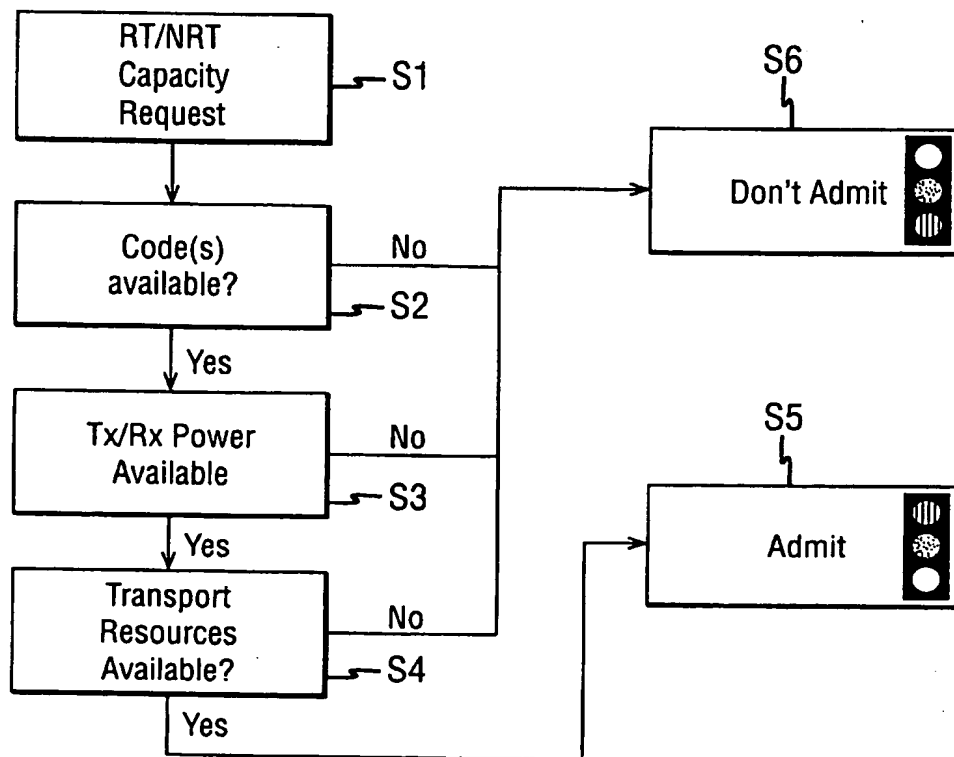 RT/NRT
Capacity
Request
S1
Code(s)
available?
No
S2
Yes
Tx/Rx Power
Available
No
S3
Yes
Transport
Resources
Available?
No
S4
Yes
S6
Don't Admit
S5
Admit